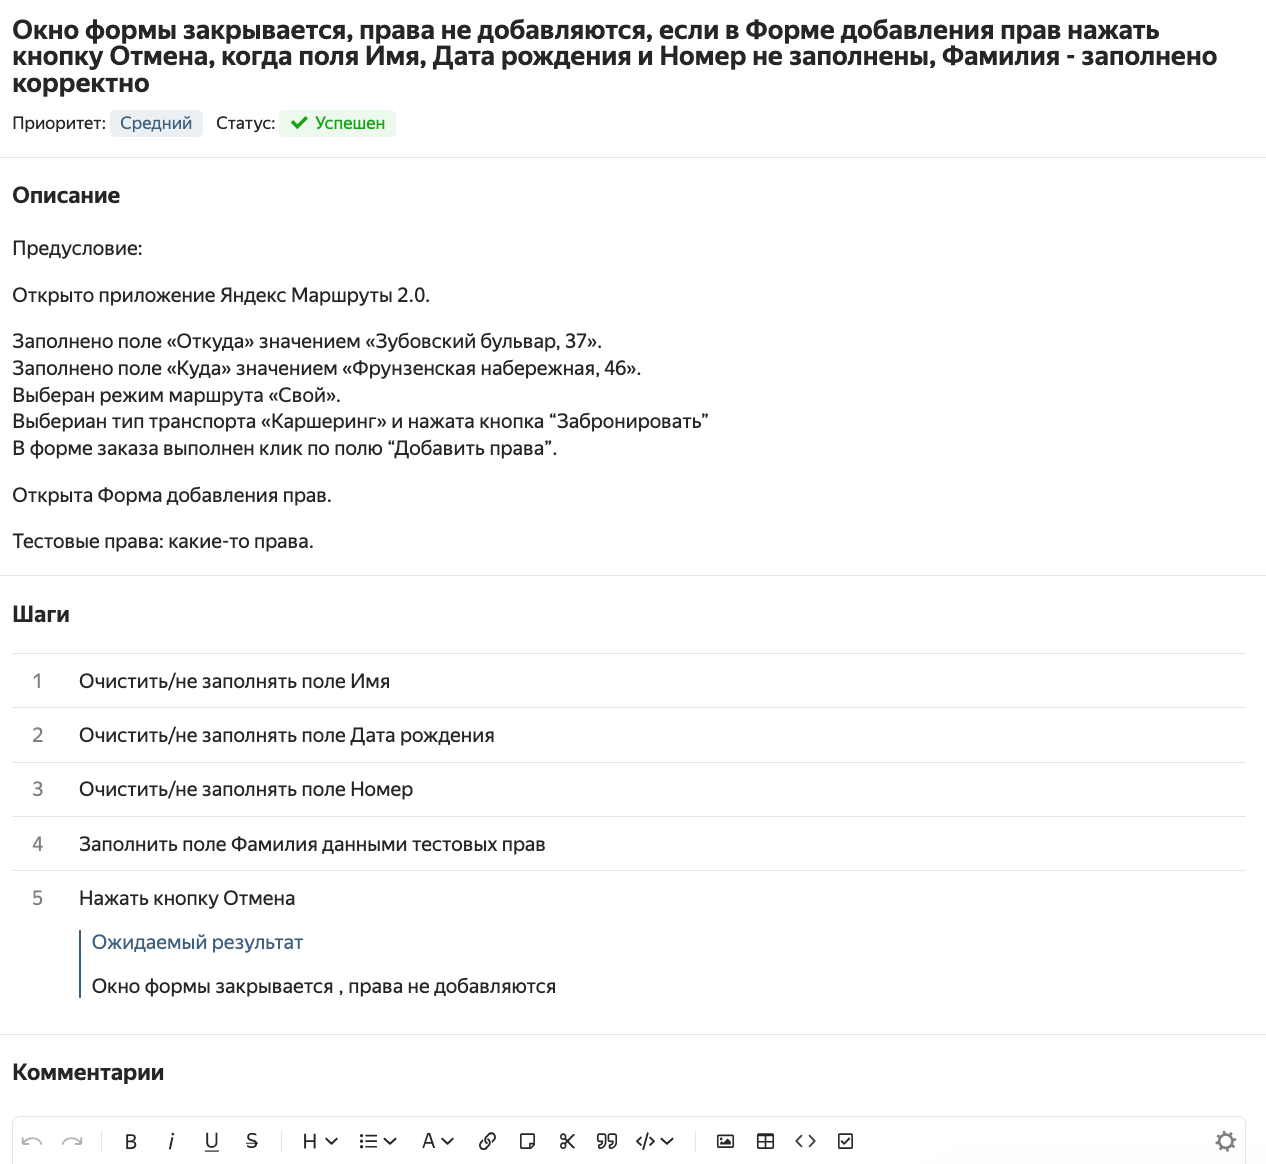 Окно формы закрывается, права не добавляются, если в Форме добавления прав нажать
кнопку Отмена, когда поля Имя, Дата рождения и Номер не заполнены, Фамилия - заполнено
корректно
Приоритет: Средний Статус: Успешен
Описание
Предусловие:
Открыто приложение Яндекс Маршруты 2.0.
Заполнено поле «Откуда» значением «Зубовский бульвар, 37».
Заполнено поле «Куда» значением «Фрунзенская набережная, 46».
Выберан режим маршрута «Свой».
Выбериан тип транспорта «Каршеринг» и нажата кнопка “Забронировать”
В форме заказа выполнен клик по полю “Добавить права”.
Открыта Форма добавления прав.
Тестовые права: какие-то права.
Шаги
1 Очистить/не заполнять поле Имя
2 Очистить/не заполнять поле Дата рождения
3 Очистить/не заполнять поле Номер
4 Заполнить поле Фамилия данными тестовых прав
5 Нажать кнопку Отмена
Ожидаемый результат
Окно формы закрывается , права не добавляются
Комментарии
B i U S H A